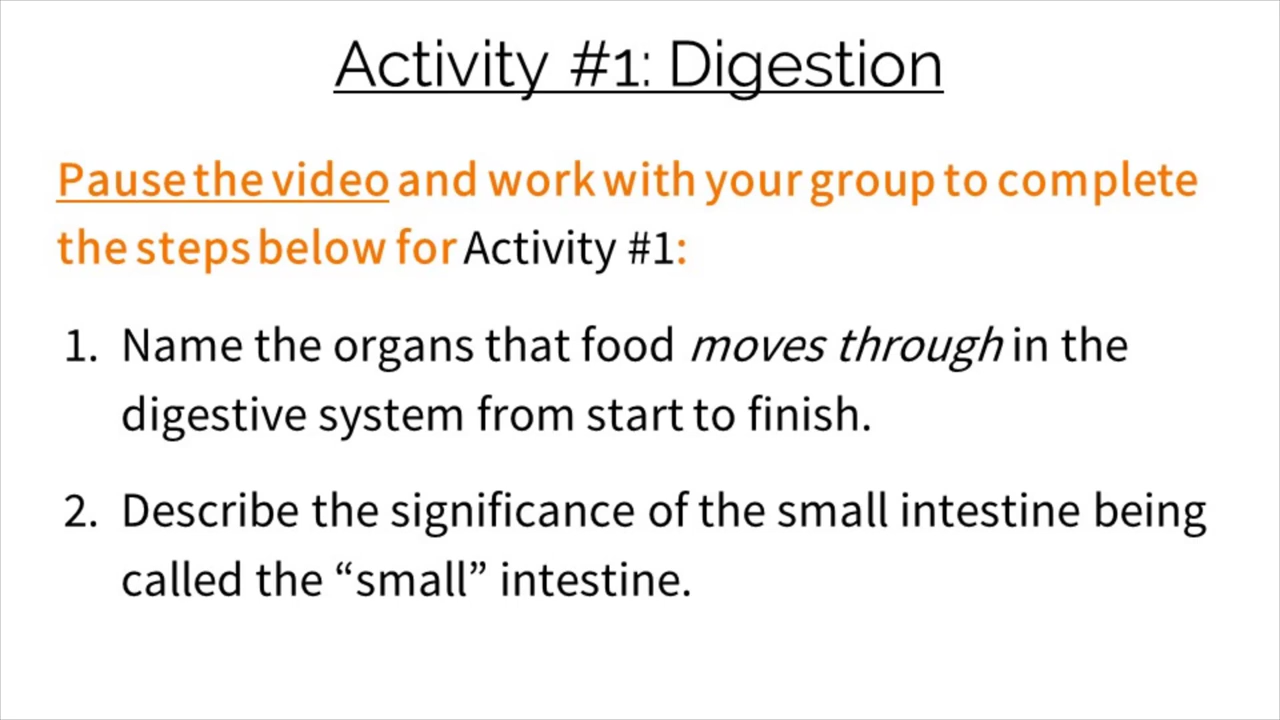 Activity #1: Digestion
Pause the video and work with your group to complete
the steps below for Activity #1:
1. Name the organs that food moves through in the
digestive system from start to finish.
2. Describe the significance of the small intestine being
called the “small” intestine.